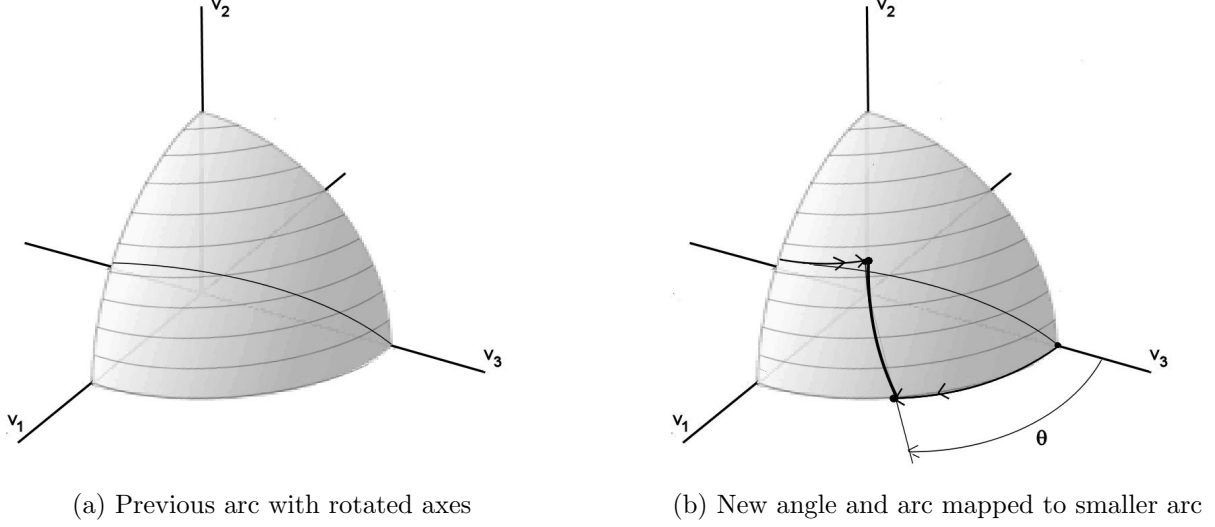 v2
v2
v3
v3
v1
v1
θ
(a) Previous arc with rotated axes
(b) New angle and arc mapped to smaller arc